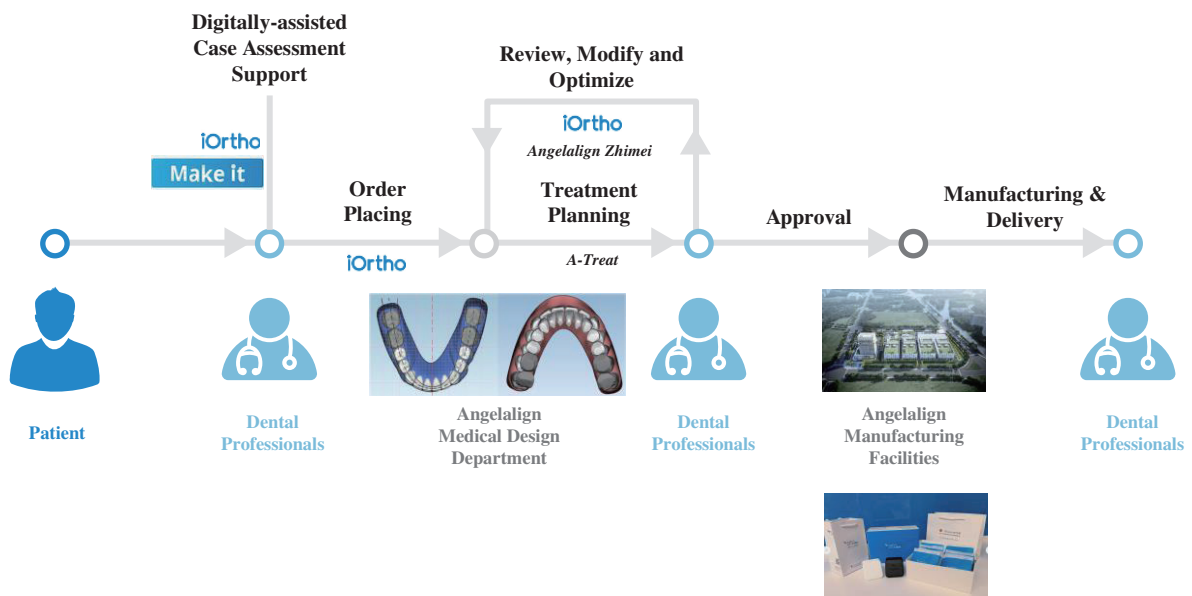 Digitally-assisted
Case Assessment
Support
iOrtho
Make it
Review, Modify and
Optimize
iOrtho
Angelalign Zhimei
Order
Placing
iOrtho
Treatment
Planning
A-Treat
Approval
Manufacturing &
Delivery
Patient
Dental
Professionals
Angelalign
Medical Design
Department
Dental
Professionals
Angelalign
Manufacturing
Facilities
Dental
Professionals